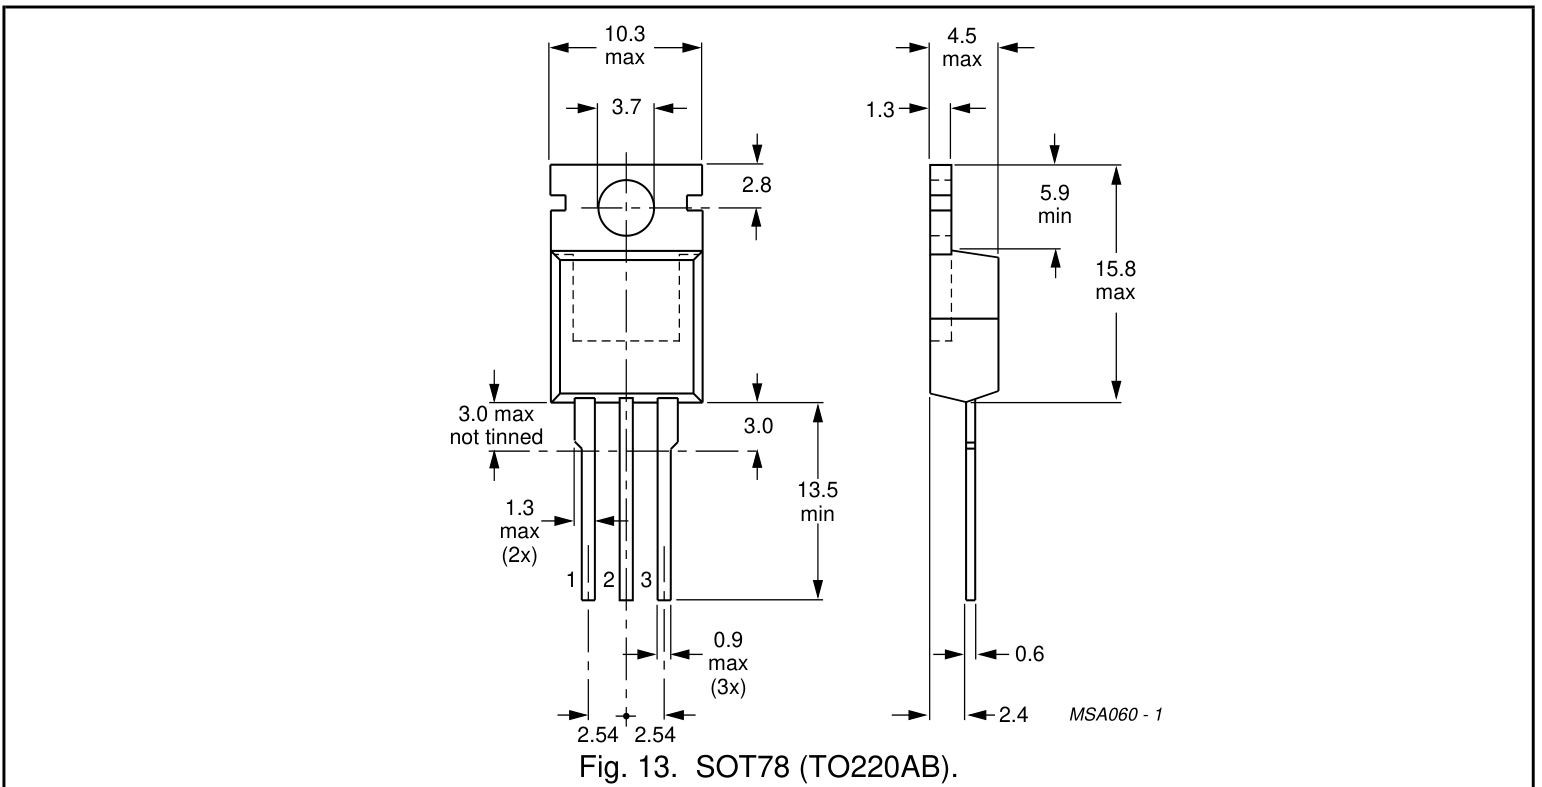 10.3
max
4.5
max
3.7
1.3
2.8
5.9
min
15.8
max
3.0 max
not tinned
3.0
13.5
min
1.3
max
(2x)
1 2 3
0.9
max
(3x)
0.6
2.4
MSA060 - 1
2.54 2.54
Fig. 13. SOT78 (TO220AB).